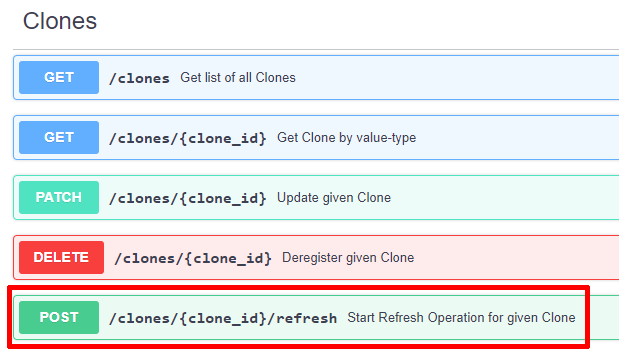 Clones
GET /clones Get list of all Clones
GET /clones/{clone_id} Get Clone by value-type
PATCH /clones/{clone_id} Update given Clone
DELETE /clones/{clone_id} Deregister given Clone
POST /clones/{clone_id}/refresh Start Refresh Operation for given Clone